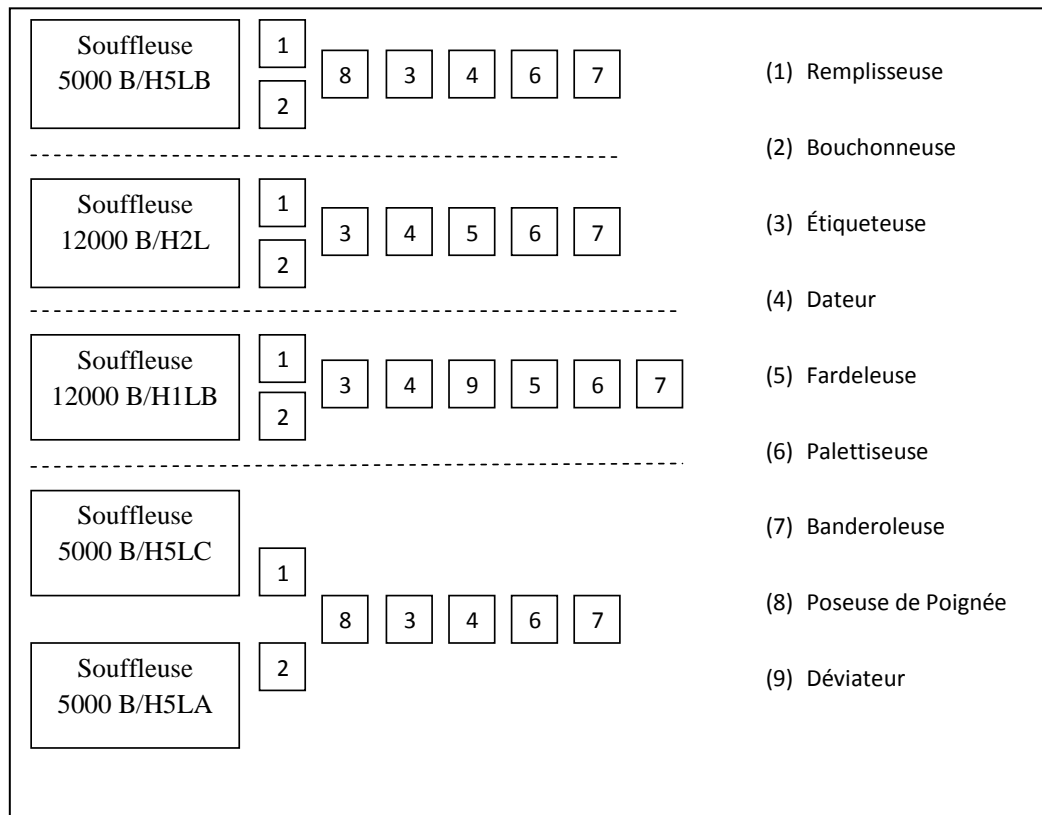 Souffleuse
5000 B/H5LB
1
2
8 3 4 6 7
Souffleuse
12000 B/H2L
1
2
3 4 5 6 7
Souffleuse
12000 B/H1LB
1
2
3 4 9 5 6 7
Souffleuse
5000 B/H5LC
1
8 3 4 6 7
Souffleuse
5000 B/H5LA
2
(1) Remplisseuse
(2) Bouchonneuse
(3) Étiqueteuse
(4) Dateur
(5) Fardeleuse
(6) Palettiseuse
(7) Banderoleuse
(8) Poseuse de Poignée
(9) Déviateur